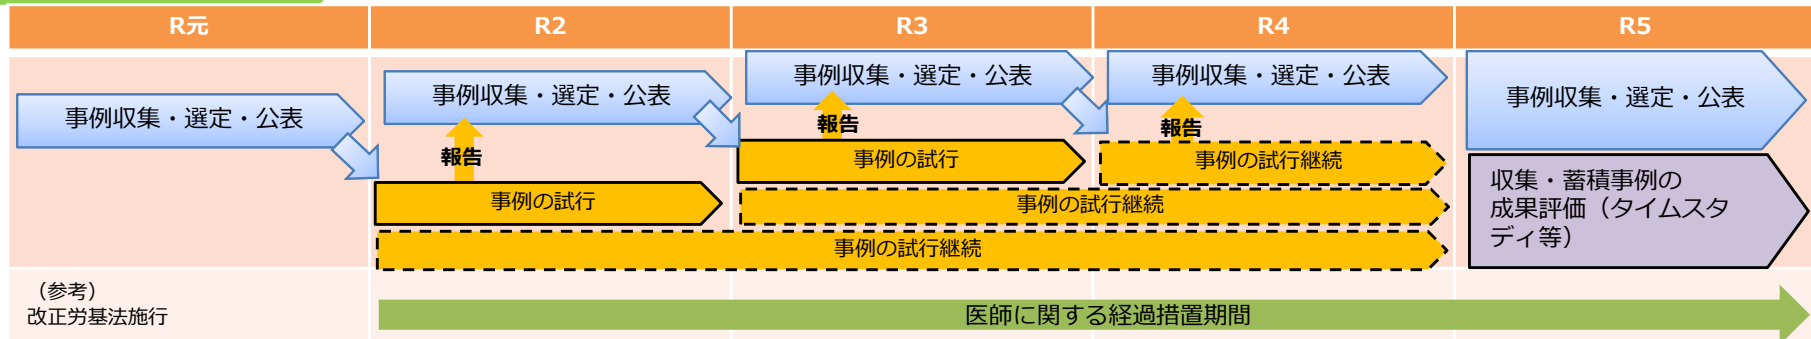 R元
R2
R3
R4
R5
事例収集・選定・公表
事例収集・選定・公表
事例収集・選定・公表
事例収集・選定・公表
事例収集・選定・公表
報告
報告
報告
事例の試行
事例の試行
事例の試行継続
事例の試行継続
事例の試行継続
収集・蓄積事例の
成果評価（タイムスタ
ディ等）
（参考）
改正労基法施行
医師に関する経過措置期間